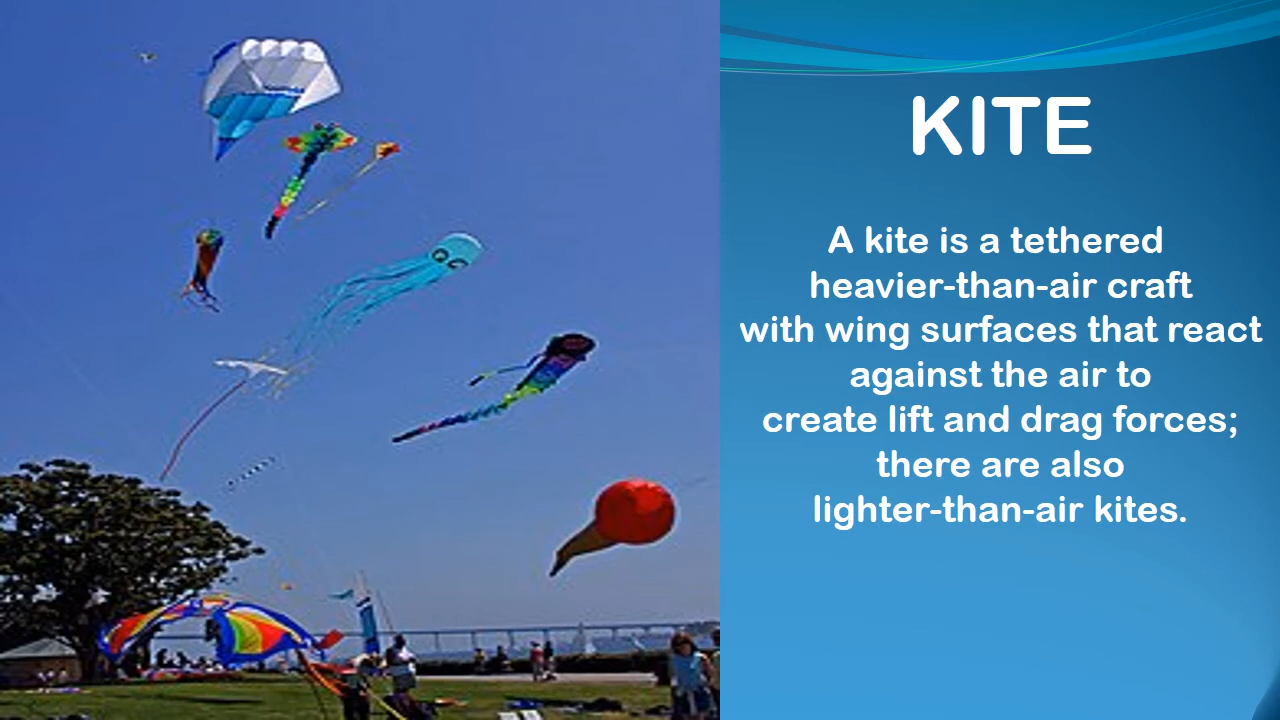 KITE
A kite is a tethered
heavier-than-air craft
with wing surfaces that react
against the air to
create lift and drag forces;
there are also
lighter-than-air kites.